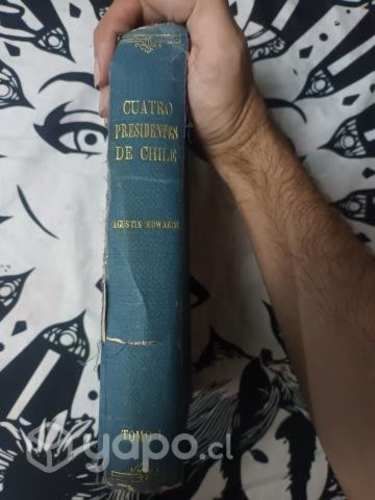 CUATRO
PRESIDENTES
DE CHILE
AGUSTIN EDWARDS
TOMO I
yapo.cl